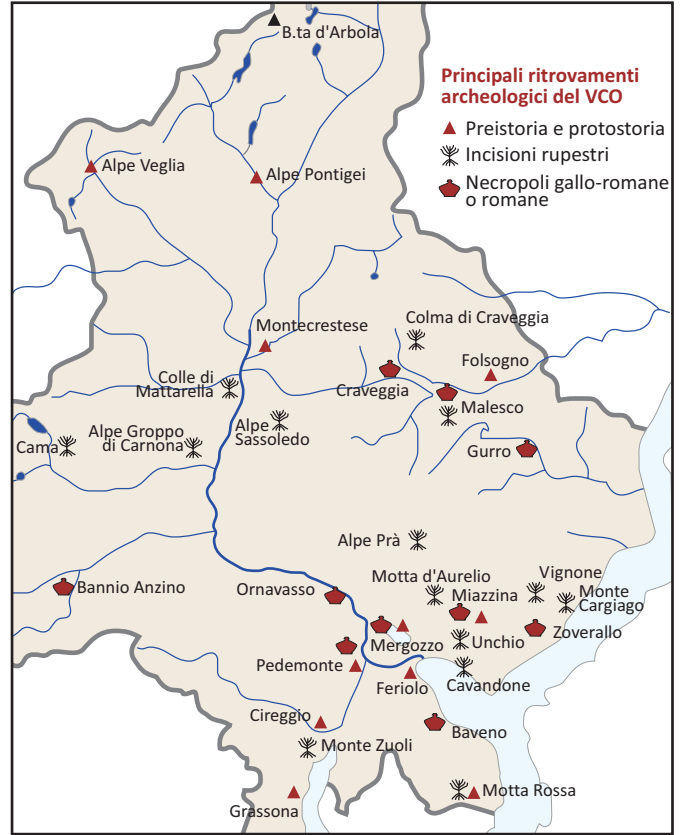 B.ta d'Arbola
Principali ritrovamenti
archeologici del VCO
Preistoria e protostoria
Incisioni rupestri
Necropoli gallo-romane
o romane
Alpe Veglia
Alpe Pontigei
Montecrestese
Colma di Craveggia
Folsogno
Colle di
Mattarella
Craveggia
Malesco
Cama
Alpe Groppo
di Carnona
Alpe
Sassoledo
Gurro
Alpe Prà
Bannio Anzino
Ornavasso
Motta d'Aurelio
Miazzina
Vignone
Monte
Cargiago
Mergozzo
Unchio
Zoverallo
Pedemonte
Feriolo
Cavandone
Cireggio
Baveno
Monte Zuoli
Grassona
Motta Rossa